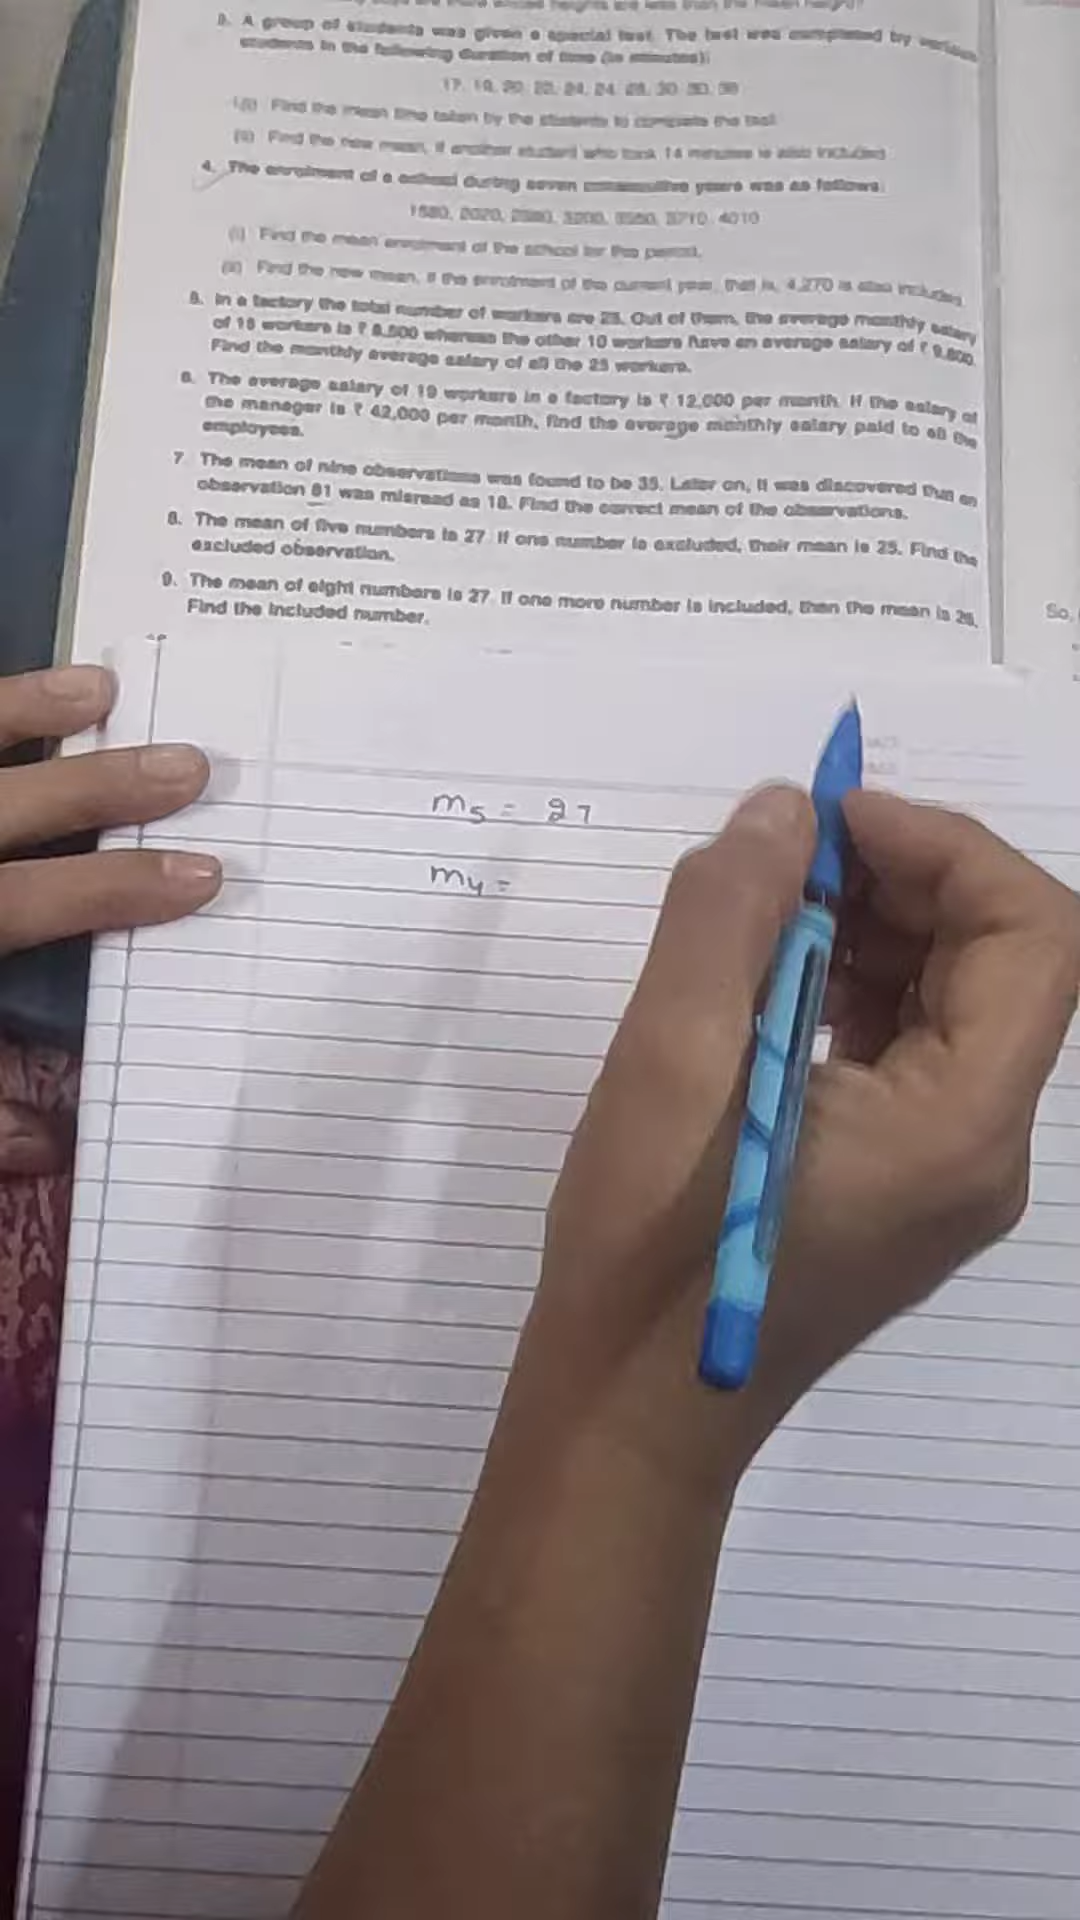 3. A group of students was given a special test. The test was completed by various
students in the following duration of time (in minutes):
17, 19, 20, 22, 24, 24, 28, 30, 30, 36
(i) Find the mean time taken by the students to complete the test.
(ii) Find the new mean, if another student who took 14 minutes is also included.
4. The enrolment of a school during seven consecutive years was as follows:
2020, 3710, 4010
(i) Find the mean enrolment of the school for this period.
(ii) Find the new mean, if the enrolment of the current year, that is, 4,270 is also included.
5. In a factory the total number of workers are 25. Out of them, the average monthly salary
of 15 workers is ₹ 8,500 whereas the other 10 workers have an average salary of ₹ 9,800.
Find the monthly average salary of all the 25 workers.
6. The average salary of 19 workers in a factory is ₹ 12,000 per month. If the salary of
the manager is ₹ 42,000 per month, find the average monthly salary paid to all the
employees.
7. The mean of nine observations was found to be 35. Later on, it was discovered that an
observation 81 was misread as 18. Find the correct mean of the observations.
8. The mean of five numbers is 27. If one number is excluded, their mean is 25. Find the
excluded observation.
9. The mean of eight numbers is 27. If one more number is included, then the mean is
Find the included number.
So,
m5 = 27
m4 =